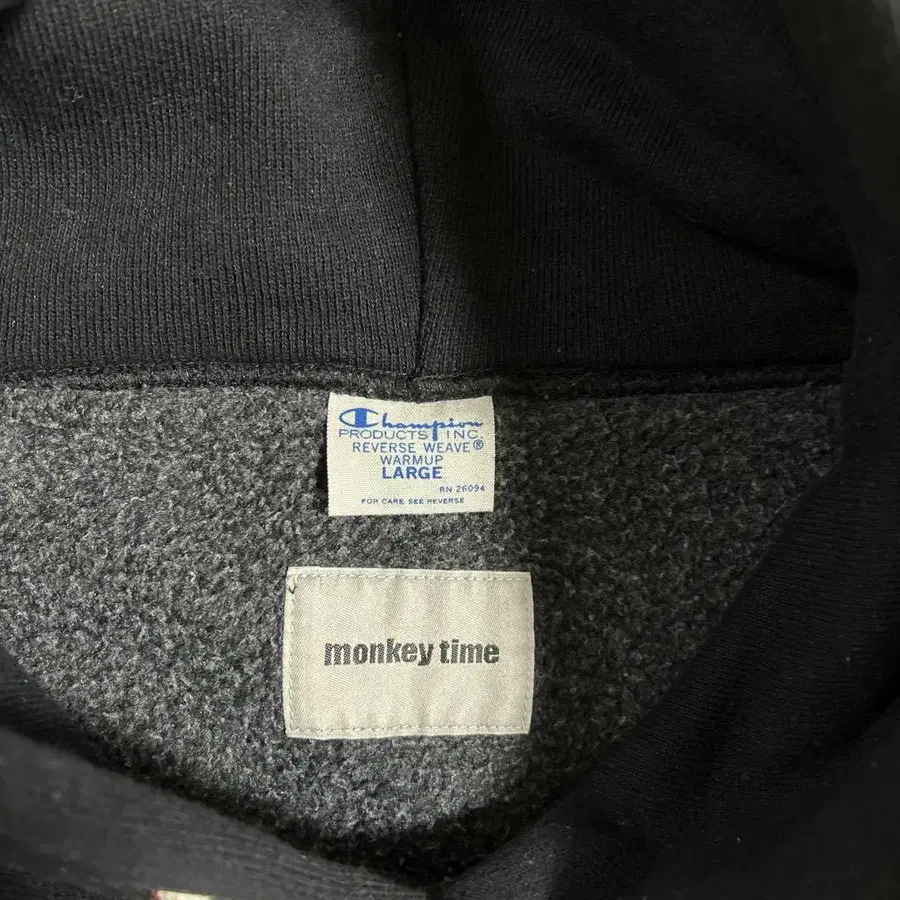 Champion
PRODUCTS INC
REVERSE WEAVE®
WARMUP
LARGE
RN 26094
FOR CARE SEE REVERSE
monkey time